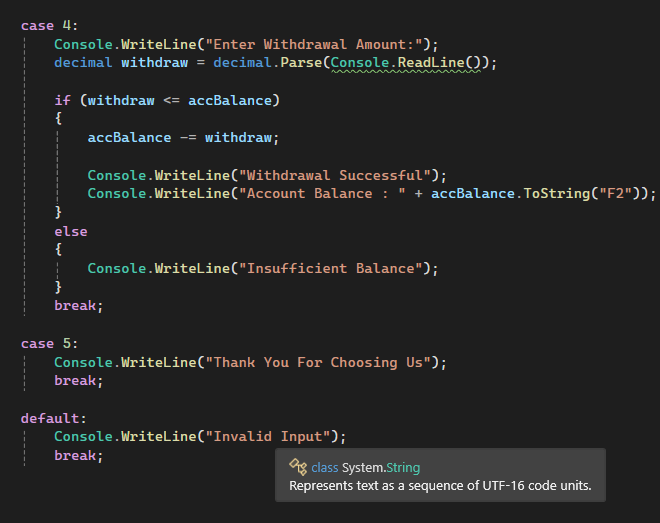 case 4:
Console.WriteLine("Enter Withdrawal Amount:");
decimal withdraw = decimal.Parse(Console.ReadLine());
if (withdraw <= accBalance)
{
accBalance -= withdraw;
Console.WriteLine("Withdrawal Successful");
Console.WriteLine("Account Balance : " + accBalance.ToString("F2"));
}
else
{
Console.WriteLine("Insufficient Balance");
}
break;
case 5:
Console.WriteLine("Thank You For Choosing Us");
break;
default:
Console.WriteLine("Invalid Input");
break;
class System.String
Represents text as a sequence of UTF-16 code units.